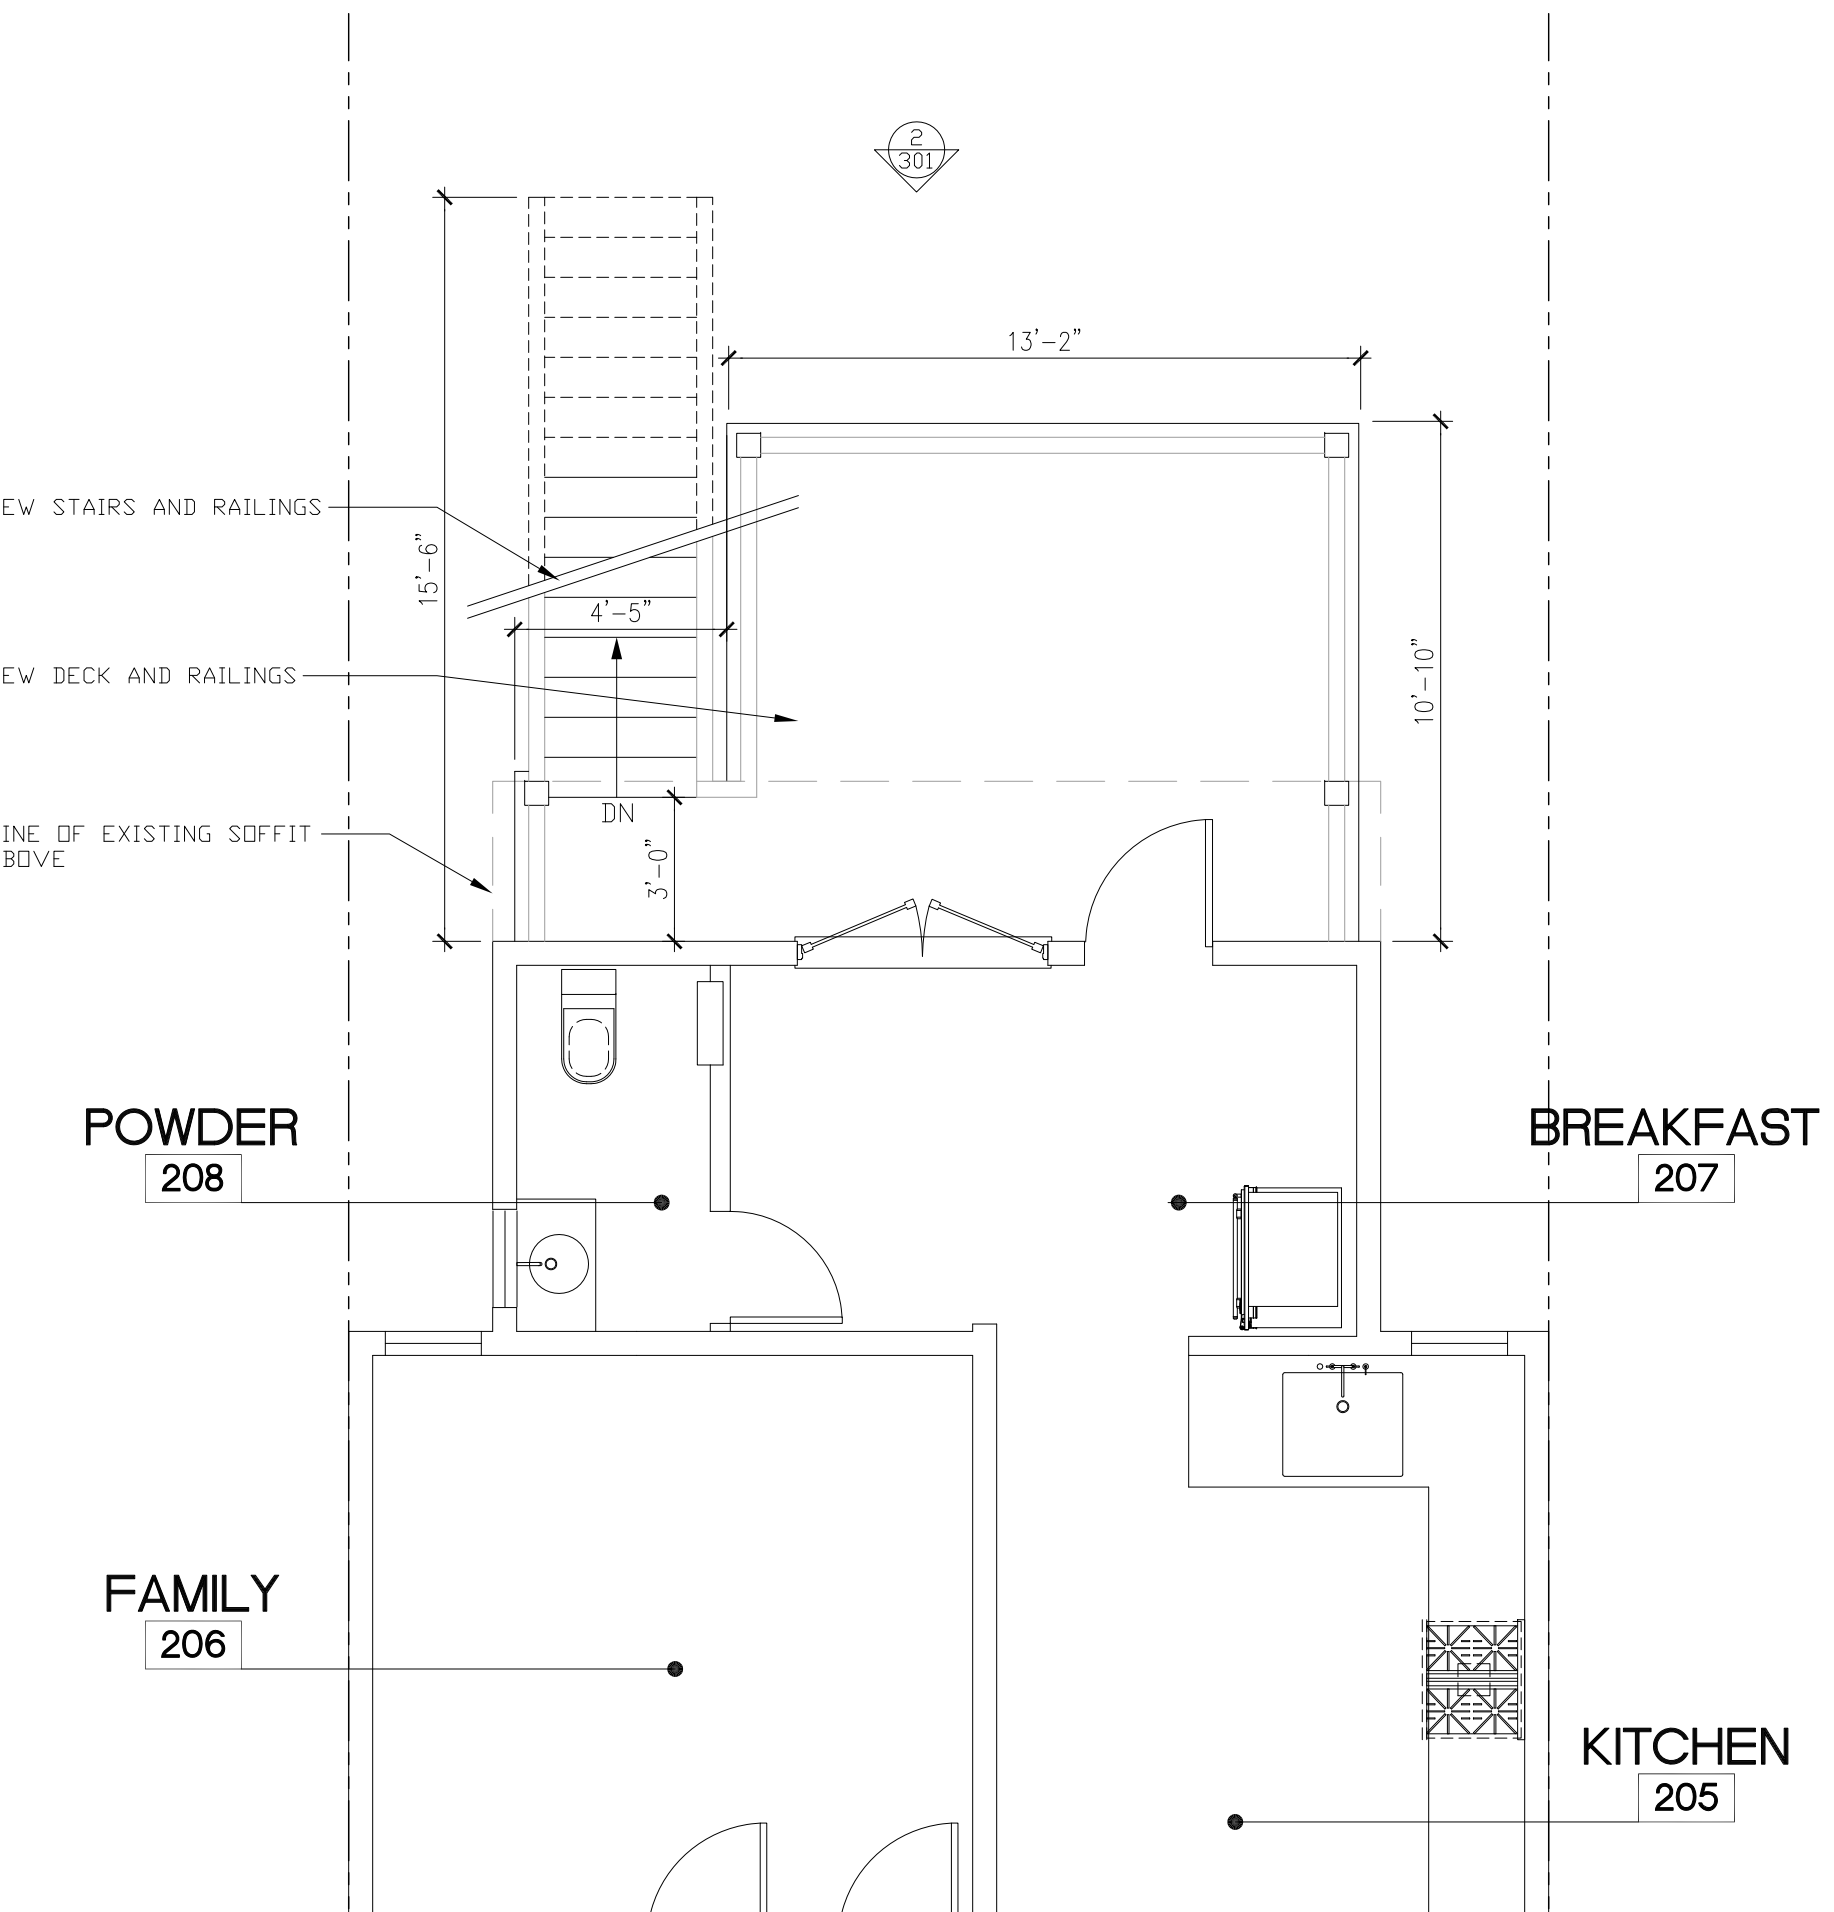 2
301
13'-2"
EW STAIRS AND RAILINGS
15'-6"
4'-5"
EW DECK AND RAILINGS
10'-10"
DN
INE OF EXISTING SOFFIT
BOVE
3'-0"
POWDER
208
BREAKFAST
207
FAMILY
206
KITCHEN
205